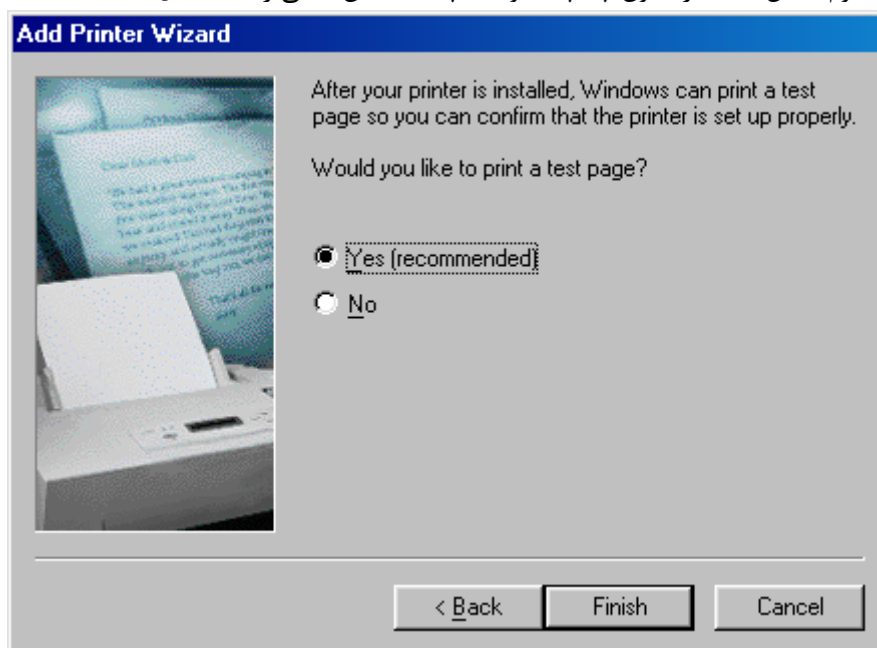 Add Printer Wizard
After your printer is installed, Windows can print a test
page so you can confirm that the printer is set up properly.
Would you like to print a test page?
Yes (recommended)
No
< Back
Finish
Cancel